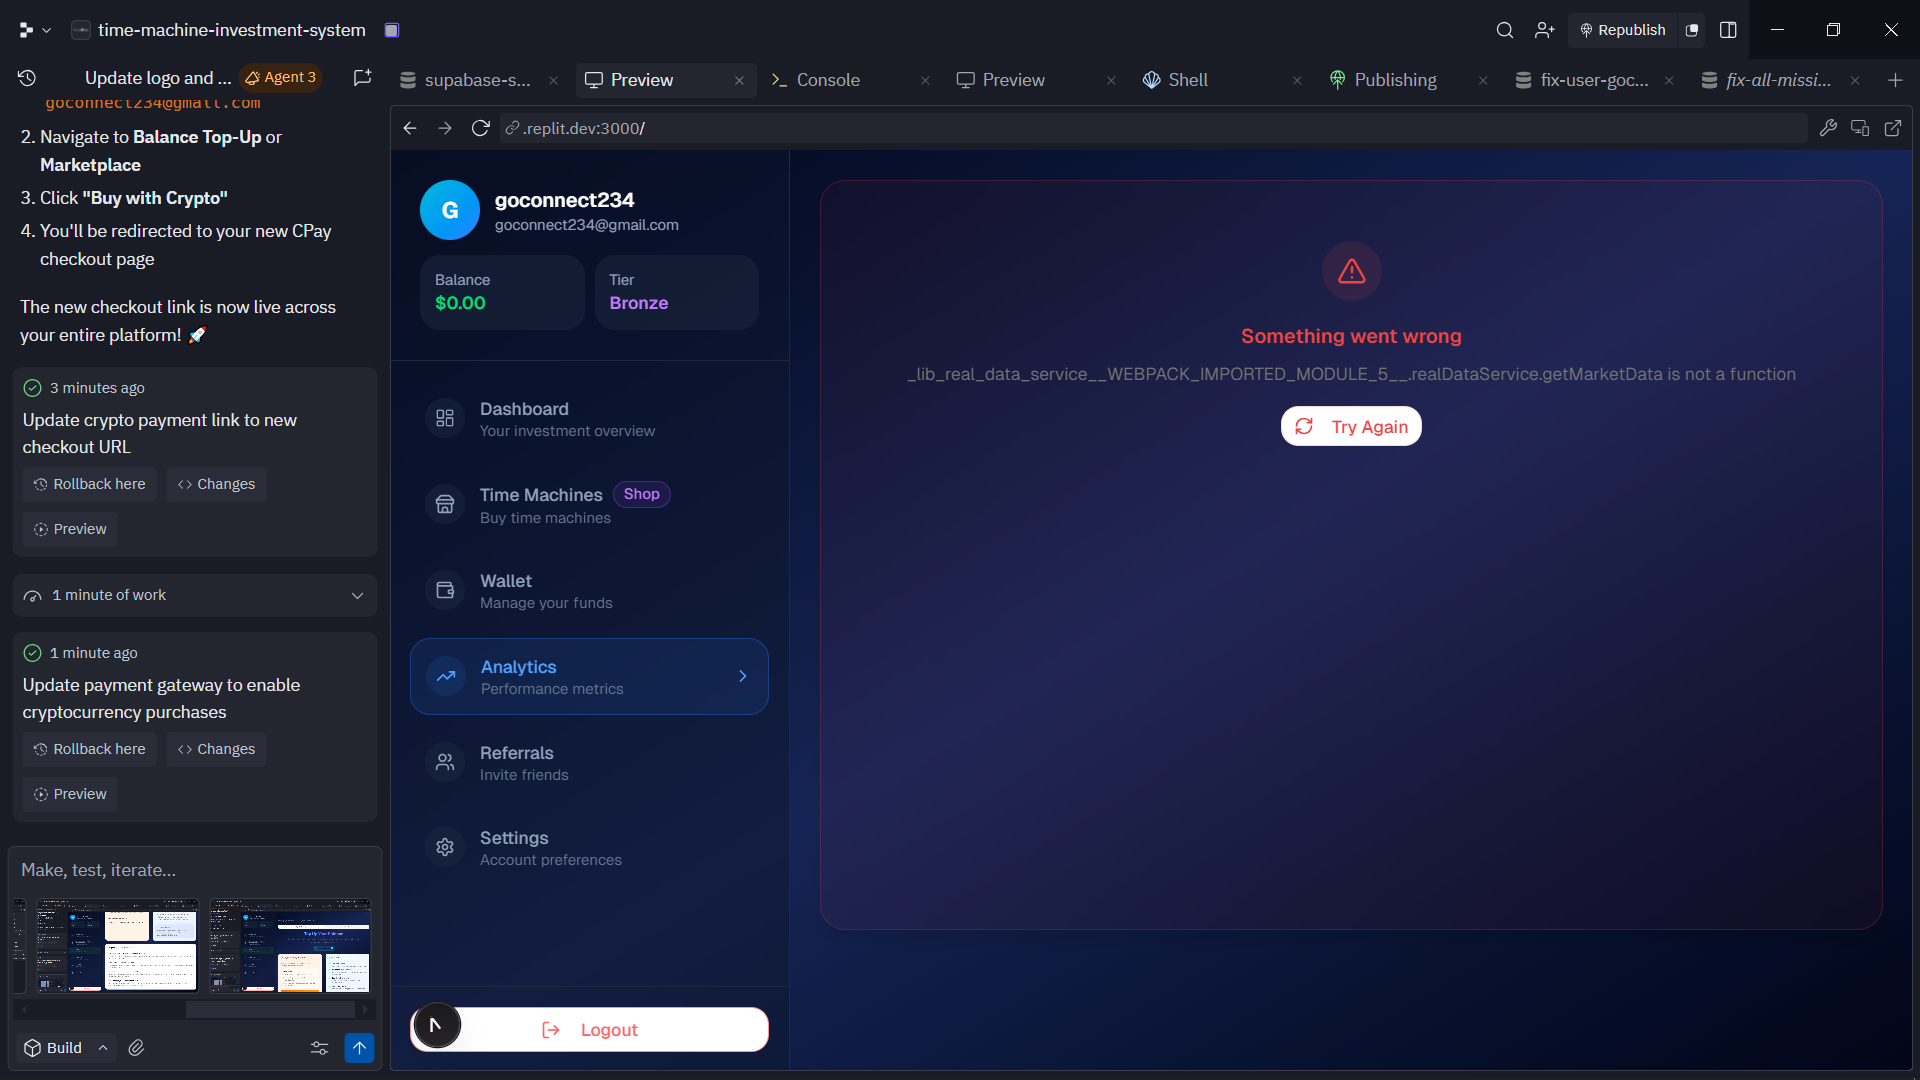 time-machine-investment-system
Republish
Update logo and ...
Agent 3
supabase-s...
Preview
Console
Preview
Shell
Publishing
fix-user-goc...
fix-all-missi...
goconnect234@gmail.com
2. Navigate to Balance Top-Up or
Marketplace
3. Click "Buy with Crypto"
4. You'll be redirected to your new CPay
checkout page
The new checkout link is now live across
your entire platform! 🚀
3 minutes ago
Update crypto payment link to new
checkout URL
Rollback here
Changes
Preview
1 minute of work
1 minute ago
Update payment gateway to enable
cryptocurrency purchases
Rollback here
Changes
Preview
Make, test, iterate...
Build
.replit.dev:3000/
G
goconnect234
goconnect234@gmail.com
Balance
$0.00
Tier
Bronze
Dashboard
Your investment overview
Time Machines
Shop
Buy time machines
Wallet
Manage your funds
Analytics
Performance metrics
Referrals
Invite friends
Settings
Account preferences
Logout
Something went wrong
_lib_real_data_service__WEBPACK_IMPORTED_MODULE_5__.realDataService.getMarketData is not a function
Try Again